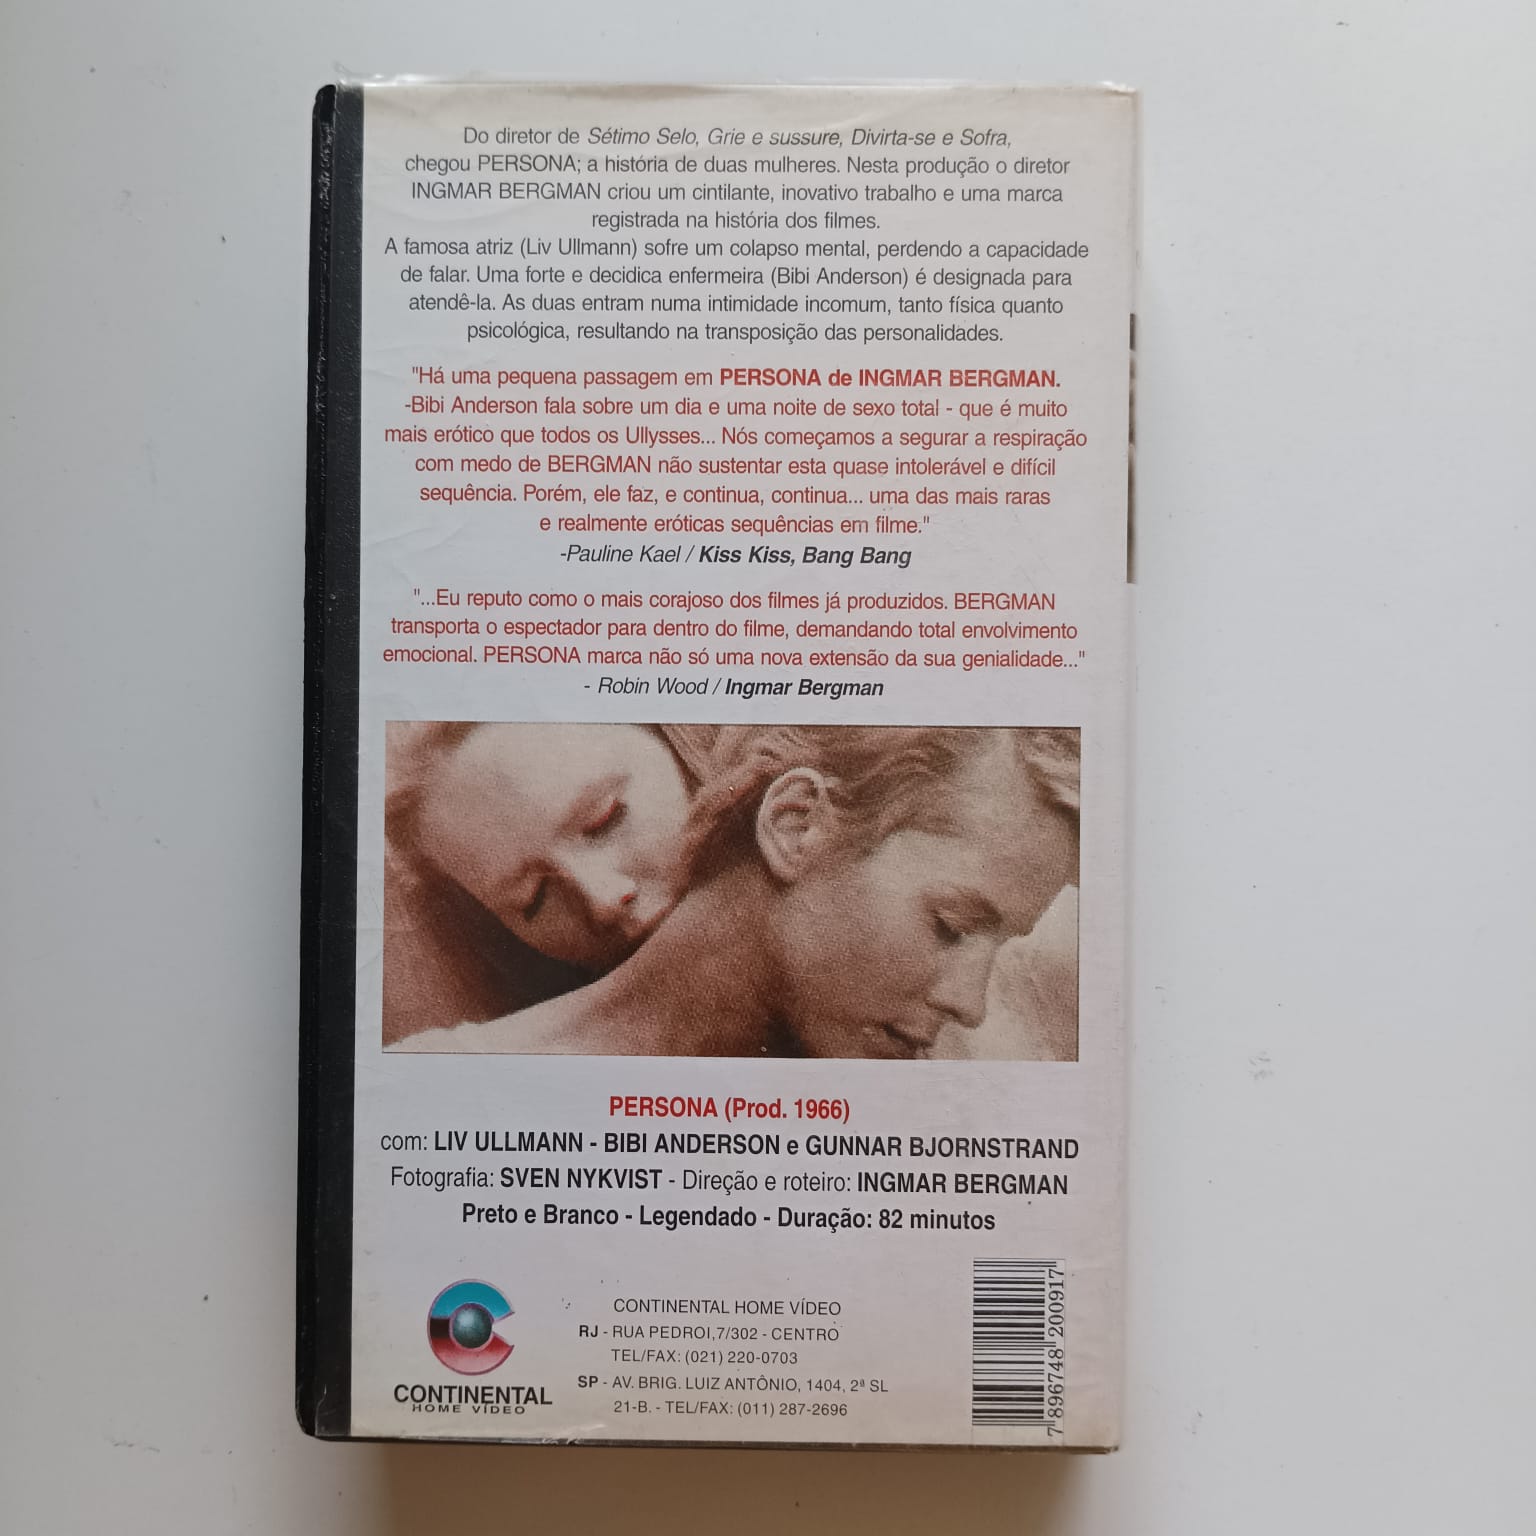 Do diretor de Sétimo Selo, Grie e sussure, Divirta-se e Sofra,
chegou PERSONA; a história de duas mulheres. Nesta produção o diretor
INGMAR BERGMAN criou um cintilante, inovativo trabalho e uma marca
registrada na história dos filmes.
A famosa atriz (Liv Ullmann) sofre um colapso mental, perdendo a capacidade
de falar. Uma forte e decidica enfermeira (Bibi Anderson) é designada para
atendê-la. As duas entram numa intimidade incomum, tanto física quanto
psicológica, resultando na transposição das personalidades.
"Há uma pequena passagem em PERSONA de INGMAR BERGMAN.
-Bibi Anderson fala sobre um dia e uma noite de sexo total - que é muito
mais erótico que todos os Ullysses... Nós começamos a segurar a respiração
com medo de BERGMAN não sustentar esta quase intolerável e difícil
sequência. Porém, ele faz, e continua, continua... uma das mais raras
e realmente eróticas sequências em filme."
-Pauline Kael / Kiss Kiss, Bang Bang
"...Eu reputo como o mais corajoso dos filmes já produzidos. BERGMAN
transporta o espectador para dentro do filme, demandando total envolvimento
emocional. PERSONA marca não só uma nova extensão da sua genialidade..."
- Robin Wood / Ingmar Bergman
PERSONA (Prod. 1966)
com: LIV ULLMANN - BIBI ANDERSON e GUNNAR BJORNSTRAND
Fotografia: SVEN NYKVIST - Direção e roteiro: INGMAR BERGMAN
Preto e Branco - Legendado - Duração: 82 minutos
CONTINENTAL
HOME VÍDEO
CONTINENTAL HOME VÍDEO
RJ - RUA PEDROI,7/302 - CENTRO
TEL/FAX: (021) 220-0703
SP - AV. BRIG. LUIZ ANTÔNIO, 1404, 2ª SL
21-B. - TEL/FAX: (011) 287-2696
7 896748 200917